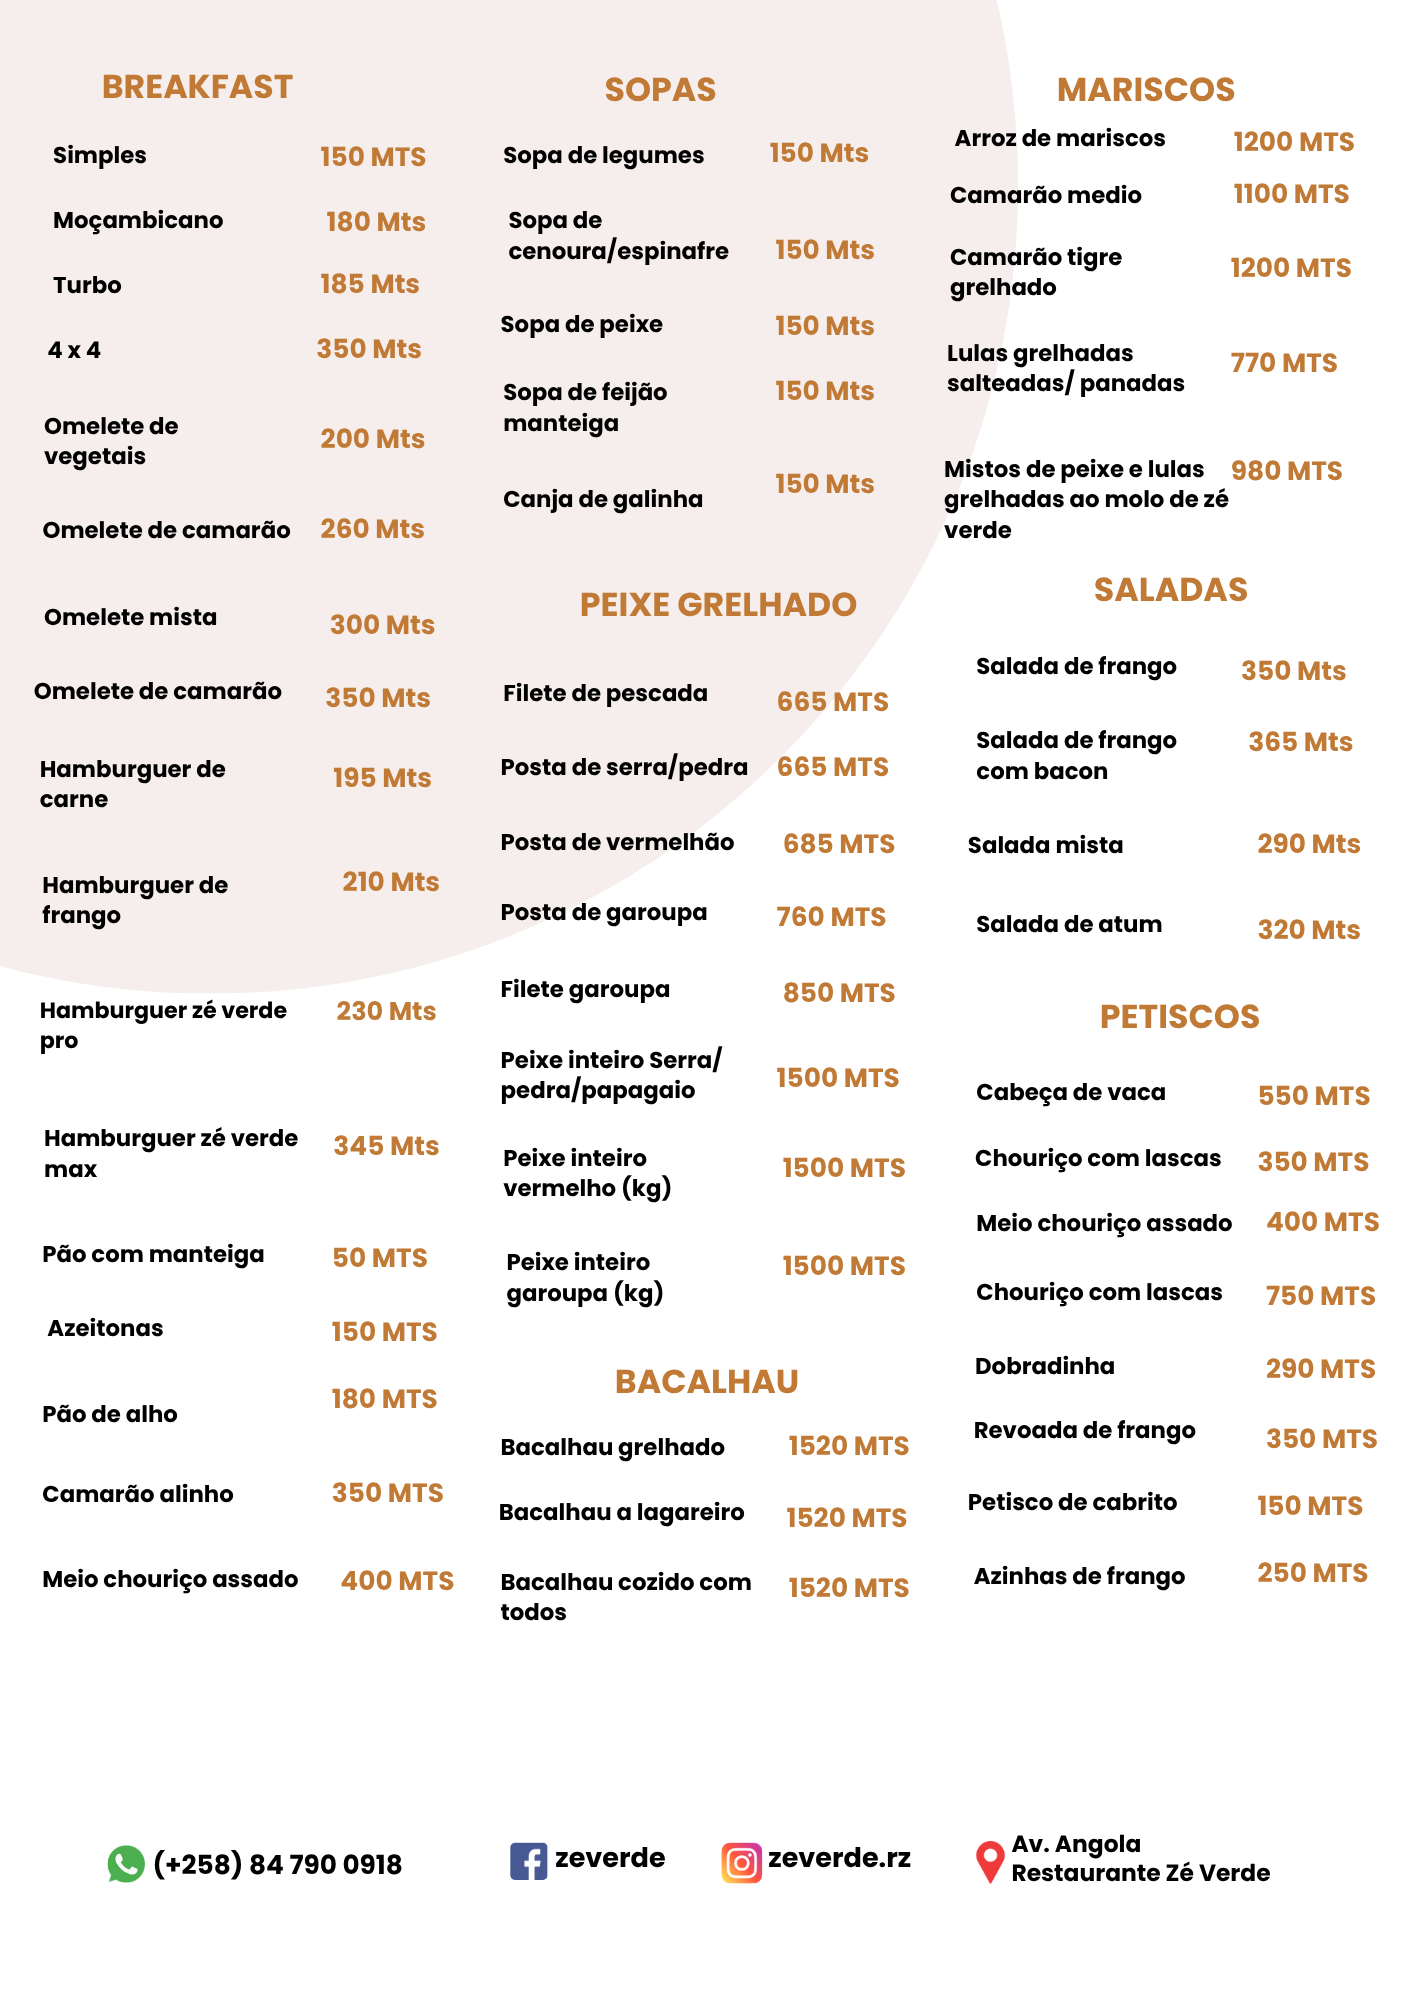 BREAKFAST
Simples 150 MTS
Moçambicano 180 Mts
Turbo 185 Mts
4 x 4 350 Mts
Omelete de
vegetais 200 Mts
Omelete de camarão 260 Mts
Omelete mista 300 Mts
Omelete de camarão 350 Mts
Hamburguer de
carne 195 Mts
Hamburguer de 210 Mts
frango
Hamburguer zé verde 230 Mts
pro
Hamburguer zé verde 345 Mts
max
Pão com manteiga 50 MTS
Azeitonas 150 MTS
Pão de alho 180 MTS
Camarão alinho 350 MTS
Meio chouriço assado 400 MTS
SOPAS
Sopa de legumes 150 Mts
Sopa de
cenoura/espinafre 150 Mts
Sopa de peixe 150 Mts
Sopa de feijão 150 Mts
manteiga
Canja de galinha 150 Mts
PEIXE GRELHADO
Filete de pescada 665 MTS
Posta de serra/pedra 665 MTS
Posta de vermelhão 685 MTS
Posta de garoupa 760 MTS
Filete garoupa 850 MTS
Peixe inteiro Serra/
pedra/papagaio 1500 MTS
Peixe inteiro 1500 MTS
vermelho (kg)
Peixe inteiro 1500 MTS
garoupa (kg)
BACALHAU
Bacalhau grelhado 1520 MTS
Bacalhau a lagareiro 1520 MTS
Bacalhau cozido com 1520 MTS
todos
MARISCOS
Arroz de mariscos 1200 MTS
Camarão medio 1100 MTS
Camarão tigre 1200 MTS
grelhado
Lulas grelhadas 770 MTS
salteadas/ panadas
Mistos de peixe e lulas 980 MTS
grelhadas ao molo de zé
verde
SALADAS
Salada de frango 350 Mts
Salada de frango 365 Mts
com bacon
Salada mista 290 Mts
Salada de atum 320 Mts
PETISCOS
Cabeça de vaca 550 MTS
Chouriço com lascas 350 MTS
Meio chouriço assado 400 MTS
Chouriço com lascas 750 MTS
Dobradinha 290 MTS
Revoada de frango 350 MTS
Petisco de cabrito 150 MTS
Azinhas de frango 250 MTS
(+258) 84 790 0918
zeverde
zeverde.rz
Av. Angola
Restaurante Zé Verde